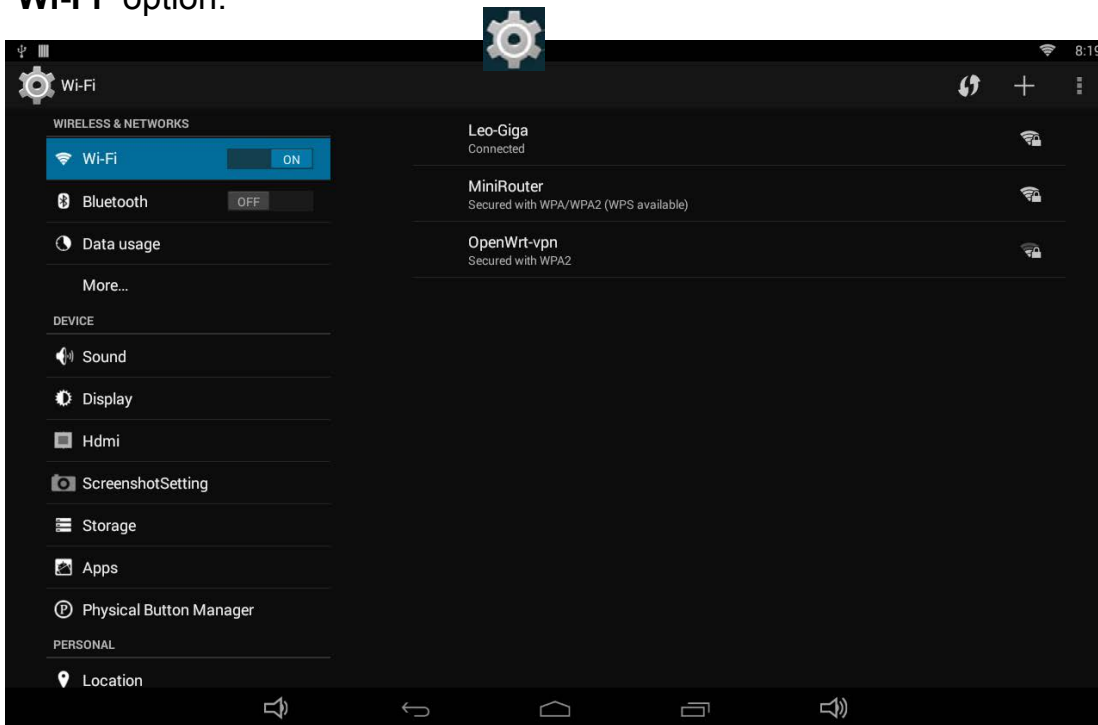 Wi-Fi" option.
8:19
Wi-Fi
WIRELESS & NETWORKS
Wi-Fi ON
Bluetooth OFF
Data usage
More...
DEVICE
Sound
Display
Hdmi
ScreenshotSetting
Storage
Apps
Physical Button Manager
PERSONAL
Location
Leo-Giga
Connected
MiniRouter
Secured with WPA/WPA2 (WPS available)
OpenWrt-vpn
Secured with WPA2